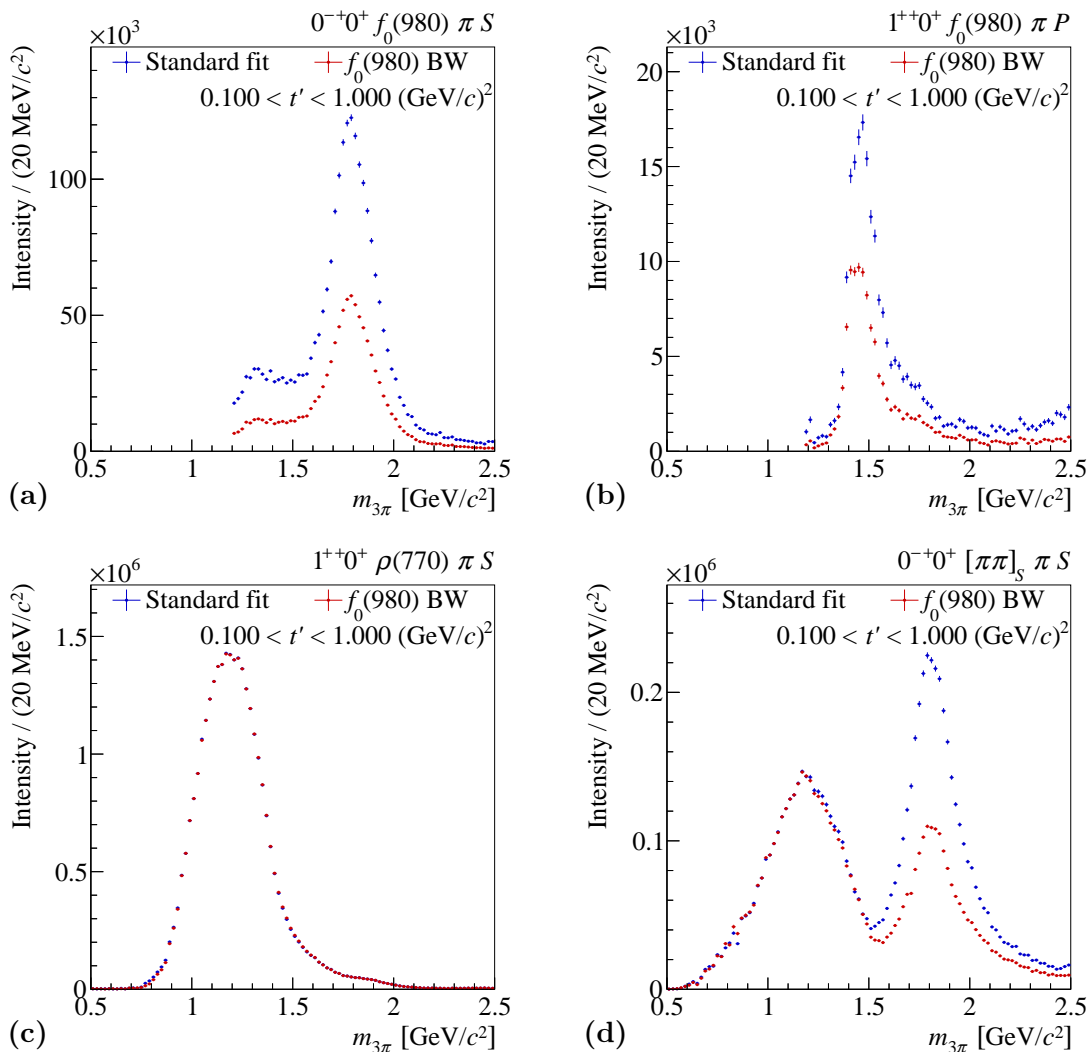 0⁻⁺0⁺ f₀(980) π S
×10³
Standard fit
f₀(980) BW
0.100 < t′ < 1.000 (GeV/c)²
Intensity / (20 MeV/c²)
100
50
0
0.5 1 1.5 2 2.5
m₃π [GeV/c²]
(a)
1⁺⁺0⁺ f₀(980) π P
×10³
Standard fit
f₀(980) BW
0.100 < t′ < 1.000 (GeV/c)²
Intensity / (20 MeV/c²)
20
15
10
5
0
0.5 1 1.5 2 2.5
m₃π [GeV/c²]
(b)
1⁺⁺0⁺ ρ(770) π S
×10⁶
Standard fit
f₀(980) BW
0.100 < t′ < 1.000 (GeV/c)²
Intensity / (20 MeV/c²)
1.5
1
0.5
0
0.5 1 1.5 2 2.5
m₃π [GeV/c²]
(c)
0⁻⁺0⁺ [ππ]S π S
×10⁶
Standard fit
f₀(980) BW
0.100 < t′ < 1.000 (GeV/c)²
Intensity / (20 MeV/c²)
0.2
0.1
0
0.5 1 1.5 2 2.5
m₃π [GeV/c²]
(d)